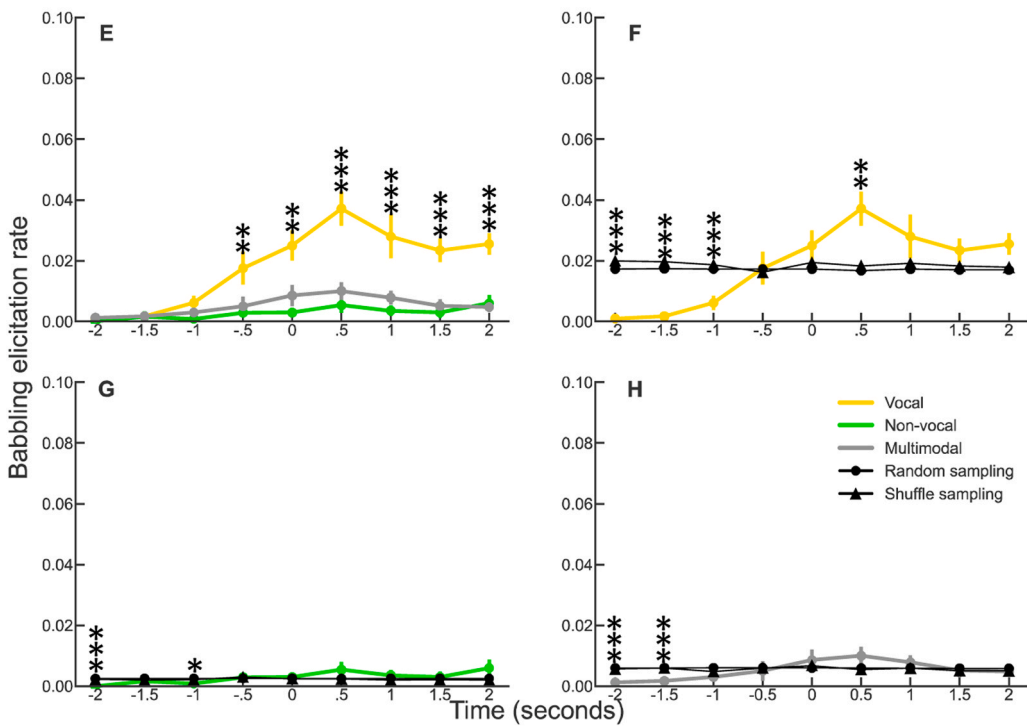 Babbling elicitation rate
E
0.10
0.08
0.06
0.04
0.02
0.00
-2 -1.5 -1 -.5 0 .5 1 1.5 2
** ** *** *** *** ***
F
0.10
0.08
0.06
0.04
0.02
0.00
-2 -1.5 -1 -.5 0 .5 1 1.5 2
*** *** *** **
G
0.10
0.08
0.06
0.04
0.02
0.00
-2 -1.5 -1 -.5 0 .5 1 1.5 2
*** *
H
0.10
0.08
0.06
0.04
0.02
0.00
-2 -1.5 -1 -.5 0 .5 1 1.5 2
*** ***
Vocal
Non-vocal
Multimodal
Random sampling
Shuffle sampling
Time (seconds)